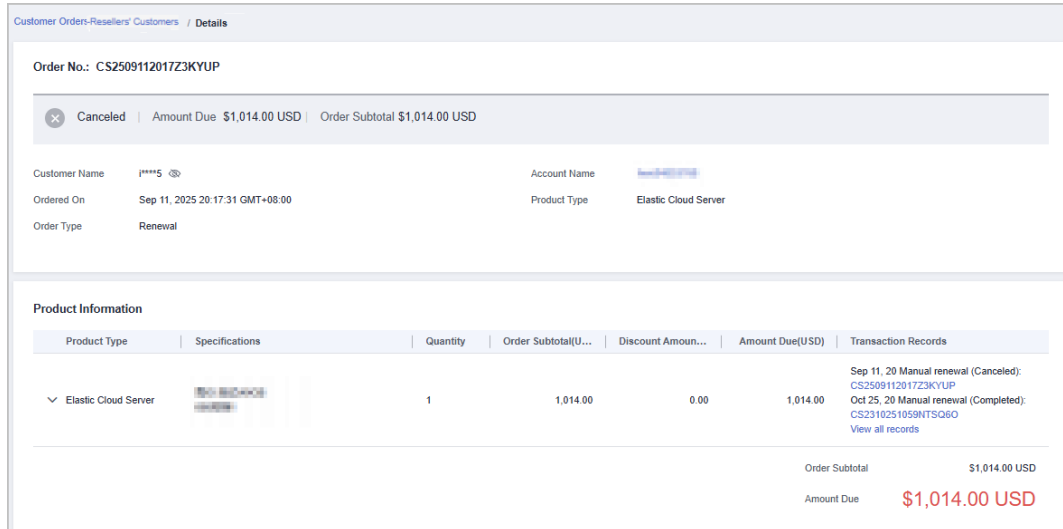 Customer Orders-Resellers' Customers / Details
Order No.: CS2509112017Z3KYUP
Canceled | Amount Due $1,014.00 USD | Order Subtotal $1,014.00 USD
Customer Name i****5 Account Name
Ordered On Sep 11, 2025 20:17:31 GMT+08:00 Product Type Elastic Cloud Server
Order Type Renewal
Product Information
Product Type Specifications Quantity Order Subtotal(U... Discount Amoun... Amount Due(USD) Transaction Records
Sep 11, 20 Manual renewal (Canceled):
CS2509112017Z3KYUP
Elastic Cloud Server 1 1,014.00 0.00 1,014.00
Oct 25, 20 Manual renewal (Completed):
CS2310251059NTSQ6O
View all records
Order Subtotal $1,014.00 USD
Amount Due $1,014.00 USD